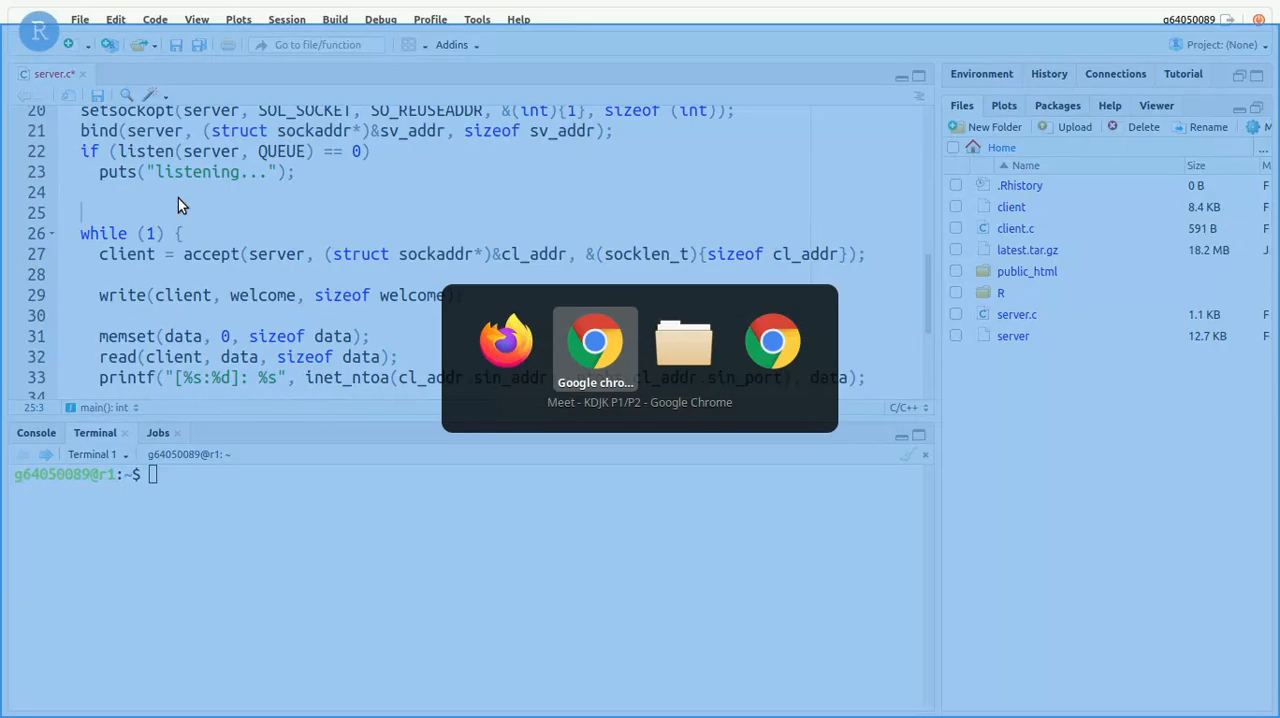 File Edit Code View Plots Session Build Debug Profile Tools Help
g64050089
R
Go to file/function
Addins
Project: (None)
server.c*
20 setsockopt(server, SOL_SOCKET, SO_REUSEADDR, &(int){1}, sizeof (int));
21 bind(server, (struct sockaddr*)&sv_addr, sizeof sv_addr);
22 if (listen(server, QUEUE) == 0)
23 puts("listening...");
24
25
26 while (1) {
27 client = accept(server, (struct sockaddr*)&cl_addr, &(socklen_t){sizeof cl_addr});
28
29 write(client, welcome, sizeof welcome);
30
31 memset(data, 0, sizeof data);
32 read(client, data, sizeof data);
33 printf("[%s:%d]: %s", inet_ntoa(cl_addr.sin_addr), ntohs(cl_addr.sin_port), data);
34
25:3
main(): int
C/C++
Google chro...
Meet - KDJK P1/P2 - Google Chrome
Console Terminal Jobs
Terminal 1 g64050089@r1: ~
g64050089@r1:~$
Environment History Connections Tutorial
Files Plots Packages Help Viewer
New Folder Upload Delete Rename M
Home ...
Name Size M
.Rhistory 0 B F
client 8.4 KB F
client.c 591 B F
latest.tar.gz 18.2 MB F
public_html
R
server.c 1.1 KB F
server 12.7 KB F